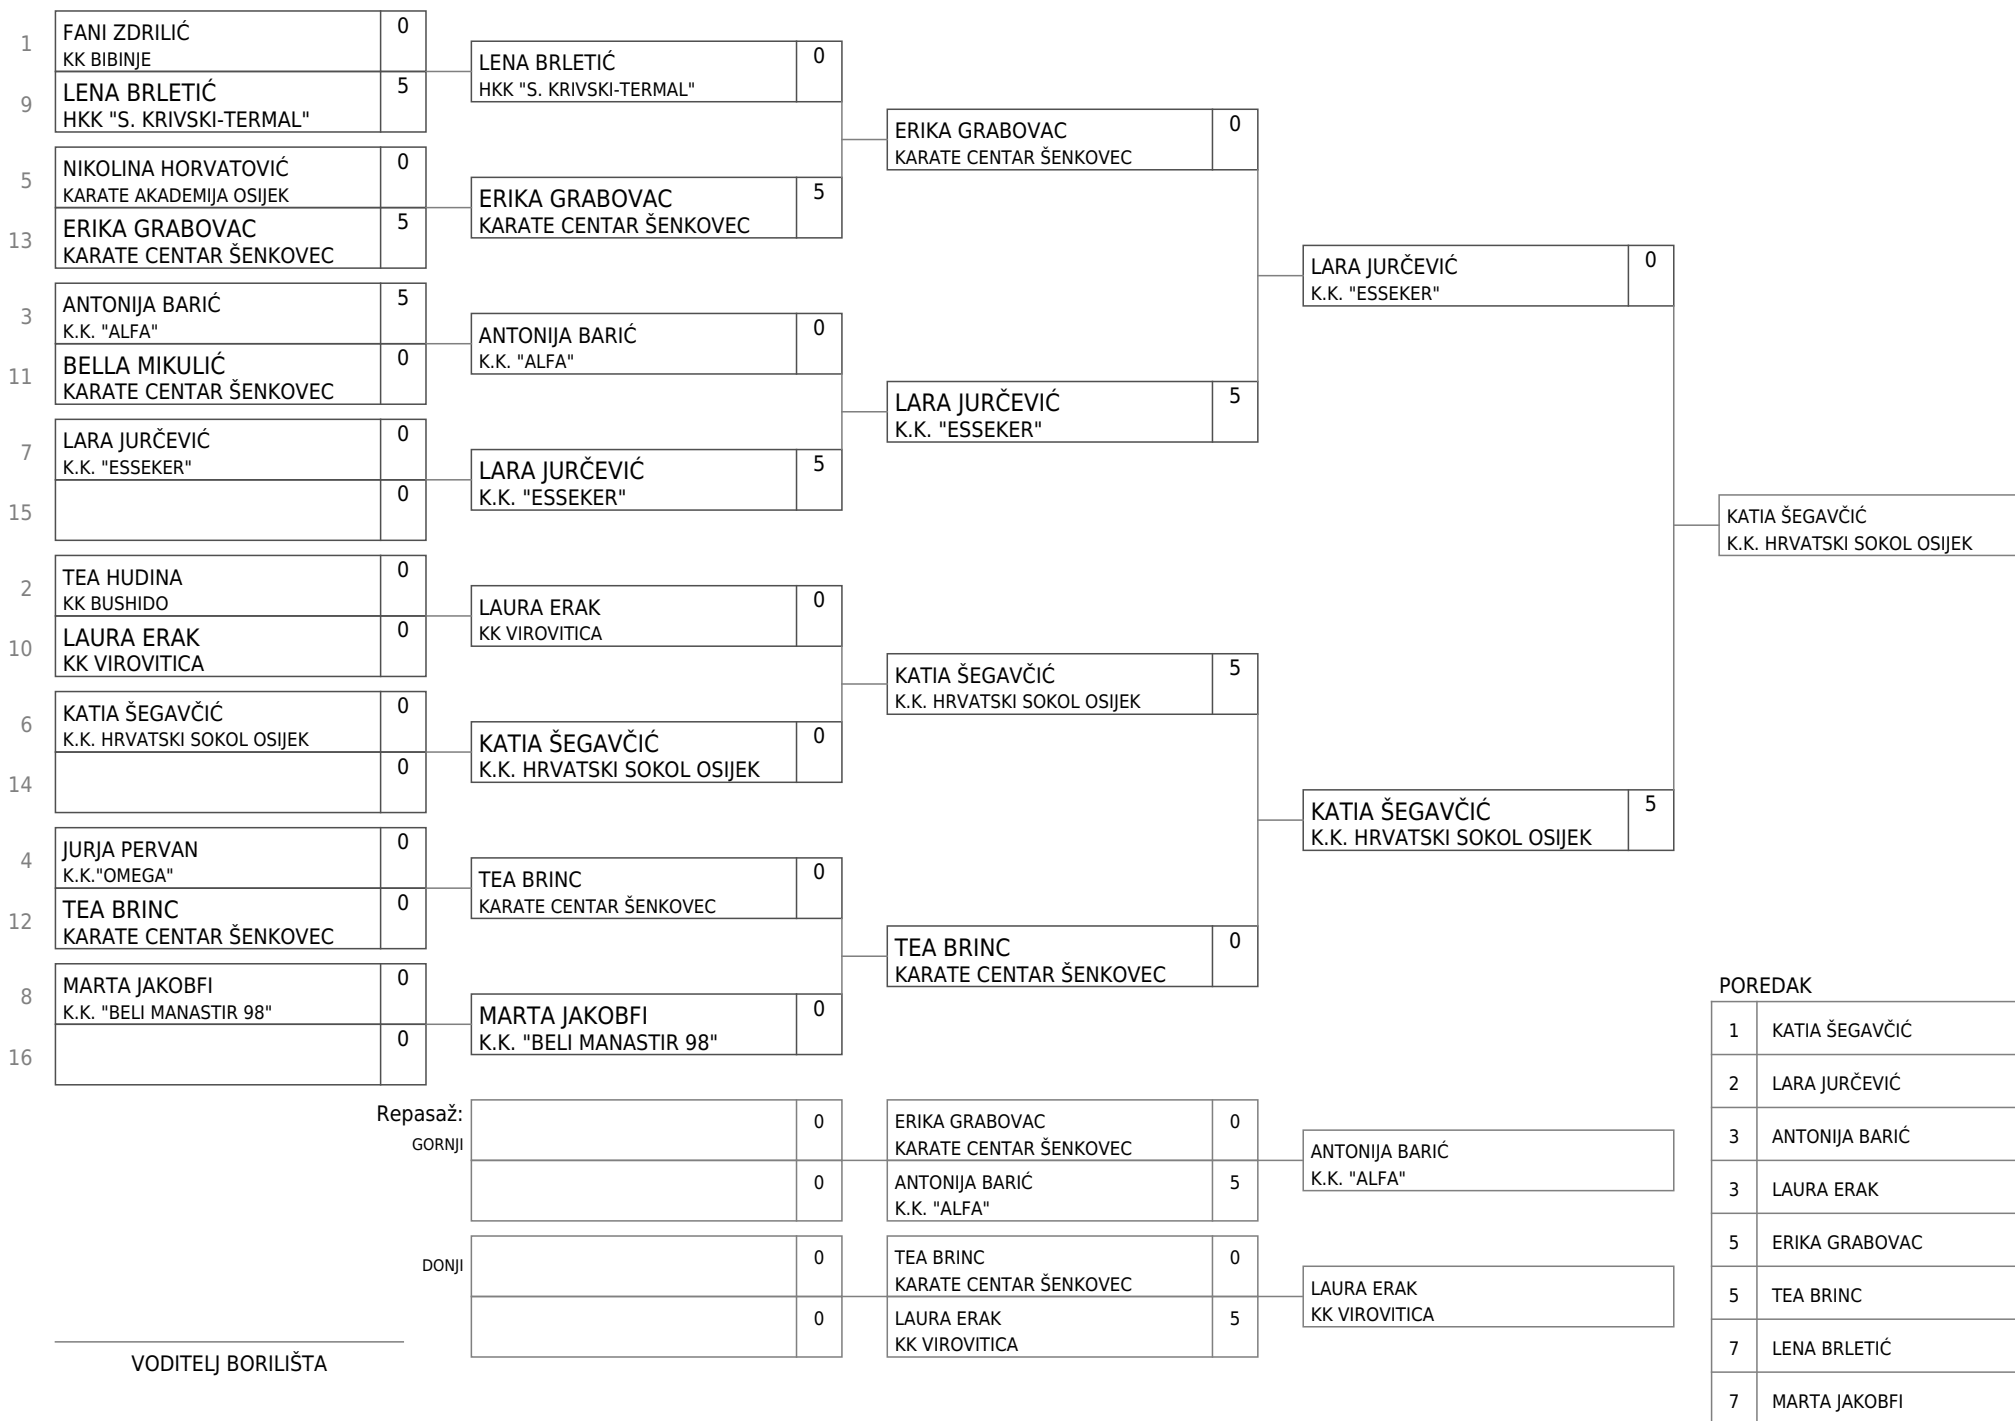 1
FANI ZDRILIĆ
KK BIBINJE
0
9
LENA BRLETIĆ
HKK "S. KRIVSKI-TERMAL"
5
5
NIKOLINA HORVATOVIĆ
KARATE AKADEMIJA OSIJEK
0
13
ERIKA GRABOVAC
KARATE CENTAR ŠENKOVEC
5
3
ANTONIJA BARIĆ
K.K. "ALFA"
5
11
BELLA MIKULIĆ
KARATE CENTAR ŠENKOVEC
0
7
LARA JURČEVIĆ
K.K. "ESSEKER"
0
15
0
2
TEA HUDINA
KK BUSHIDO
0
10
LAURA ERAK
KK VIROVITICA
0
6
KATIA ŠEGAVČIĆ
K.K. HRVATSKI SOKOL OSIJEK
0
14
0
4
JURJA PERVAN
K.K."OMEGA"
0
12
TEA BRINC
KARATE CENTAR ŠENKOVEC
0
8
MARTA JAKOBFI
K.K. "BELI MANASTIR 98"
0
16
0
LENA BRLETIĆ
HKK "S. KRIVSKI-TERMAL"
0
ERIKA GRABOVAC
KARATE CENTAR ŠENKOVEC
5
ANTONIJA BARIĆ
K.K. "ALFA"
0
LARA JURČEVIĆ
K.K. "ESSEKER"
5
LAURA ERAK
KK VIROVITICA
0
KATIA ŠEGAVČIĆ
K.K. HRVATSKI SOKOL OSIJEK
0
TEA BRINC
KARATE CENTAR ŠENKOVEC
0
MARTA JAKOBFI
K.K. "BELI MANASTIR 98"
0
ERIKA GRABOVAC
KARATE CENTAR ŠENKOVEC
0
LARA JURČEVIĆ
K.K. "ESSEKER"
5
KATIA ŠEGAVČIĆ
K.K. HRVATSKI SOKOL OSIJEK
5
TEA BRINC
KARATE CENTAR ŠENKOVEC
0
LARA JURČEVIĆ
K.K. "ESSEKER"
0
KATIA ŠEGAVČIĆ
K.K. HRVATSKI SOKOL OSIJEK
5
KATIA ŠEGAVČIĆ
K.K. HRVATSKI SOKOL OSIJEK
Repasaž:
GORNJI
0
0
ERIKA GRABOVAC
KARATE CENTAR ŠENKOVEC
0
ANTONIJA BARIĆ
K.K. "ALFA"
5
ANTONIJA BARIĆ
K.K. "ALFA"
DONJI
0
0
TEA BRINC
KARATE CENTAR ŠENKOVEC
0
LAURA ERAK
KK VIROVITICA
5
LAURA ERAK
KK VIROVITICA
VODITELJ BORILIŠTA
POREDAK
1 KATIA ŠEGAVČIĆ
2 LARA JURČEVIĆ
3 ANTONIJA BARIĆ
3 LAURA ERAK
5 ERIKA GRABOVAC
5 TEA BRINC
7 LENA BRLETIĆ
7 MARTA JAKOBFI